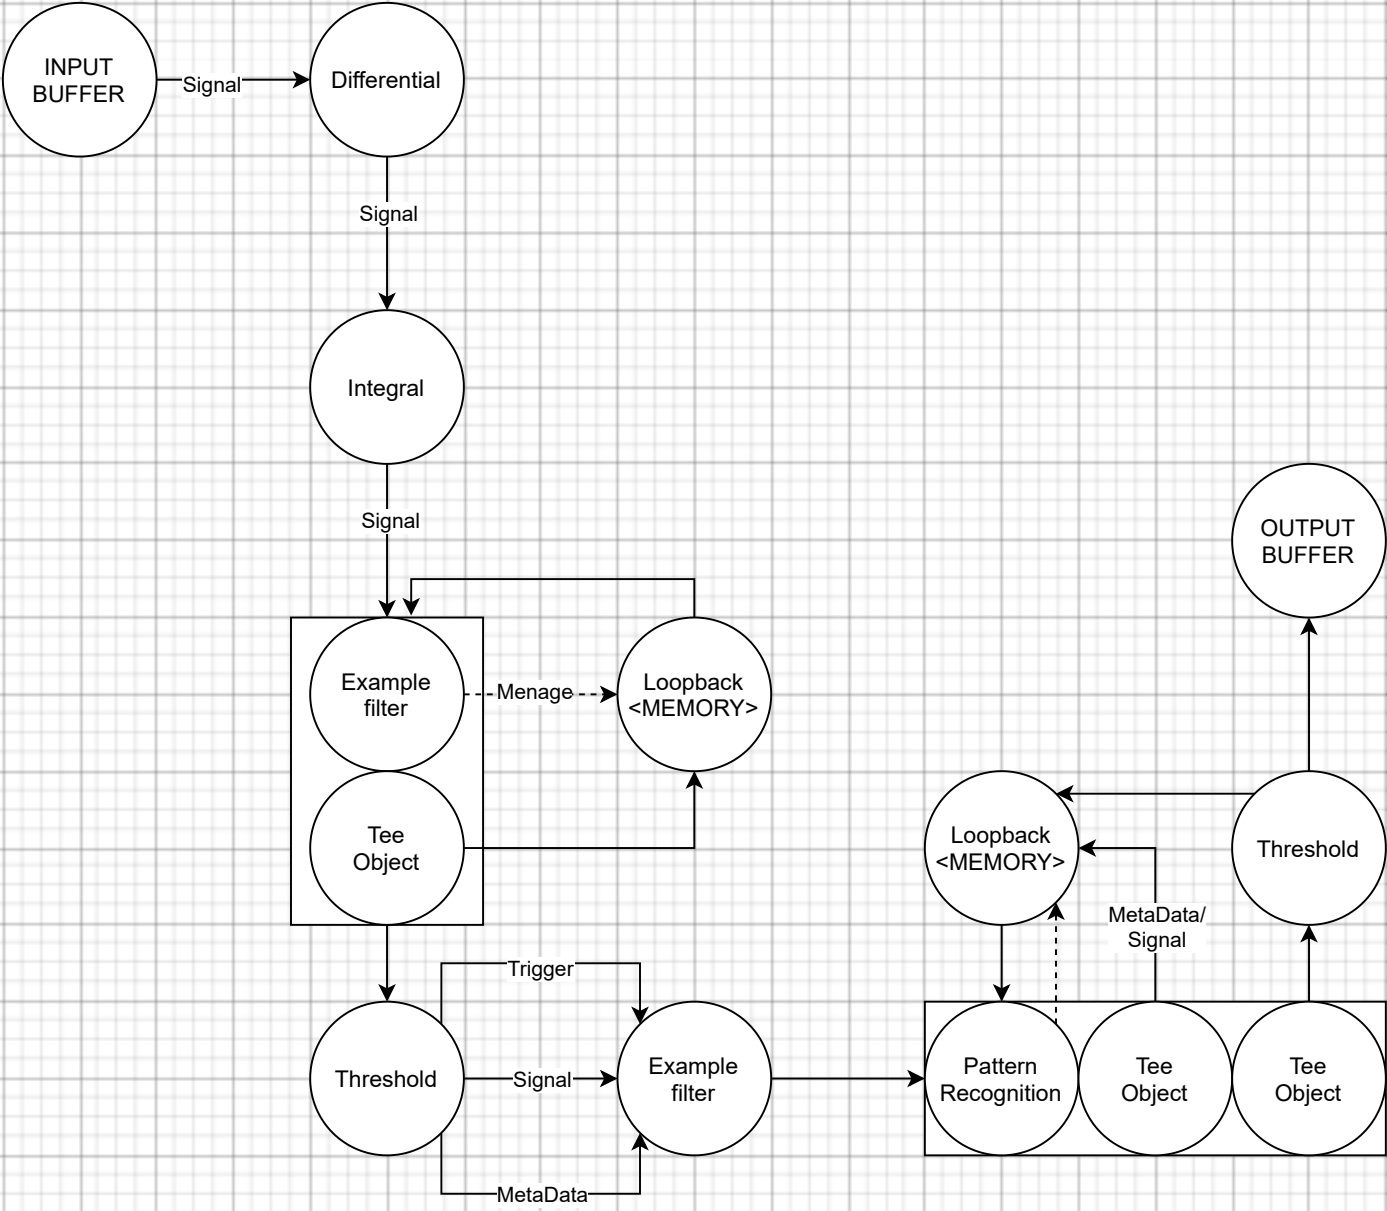 INPUT
BUFFER
Signal
Differential
Signal
Integral
Signal
OUTPUT
BUFFER
Example
filter
Menage
Loopback
<MEMORY>
Tee
Object
Loopback
<MEMORY>
Threshold
MetaData/
Signal
Trigger
Threshold
Signal
Example
filter
Pattern
Recognition
Tee
Object
Tee
Object
MetaData